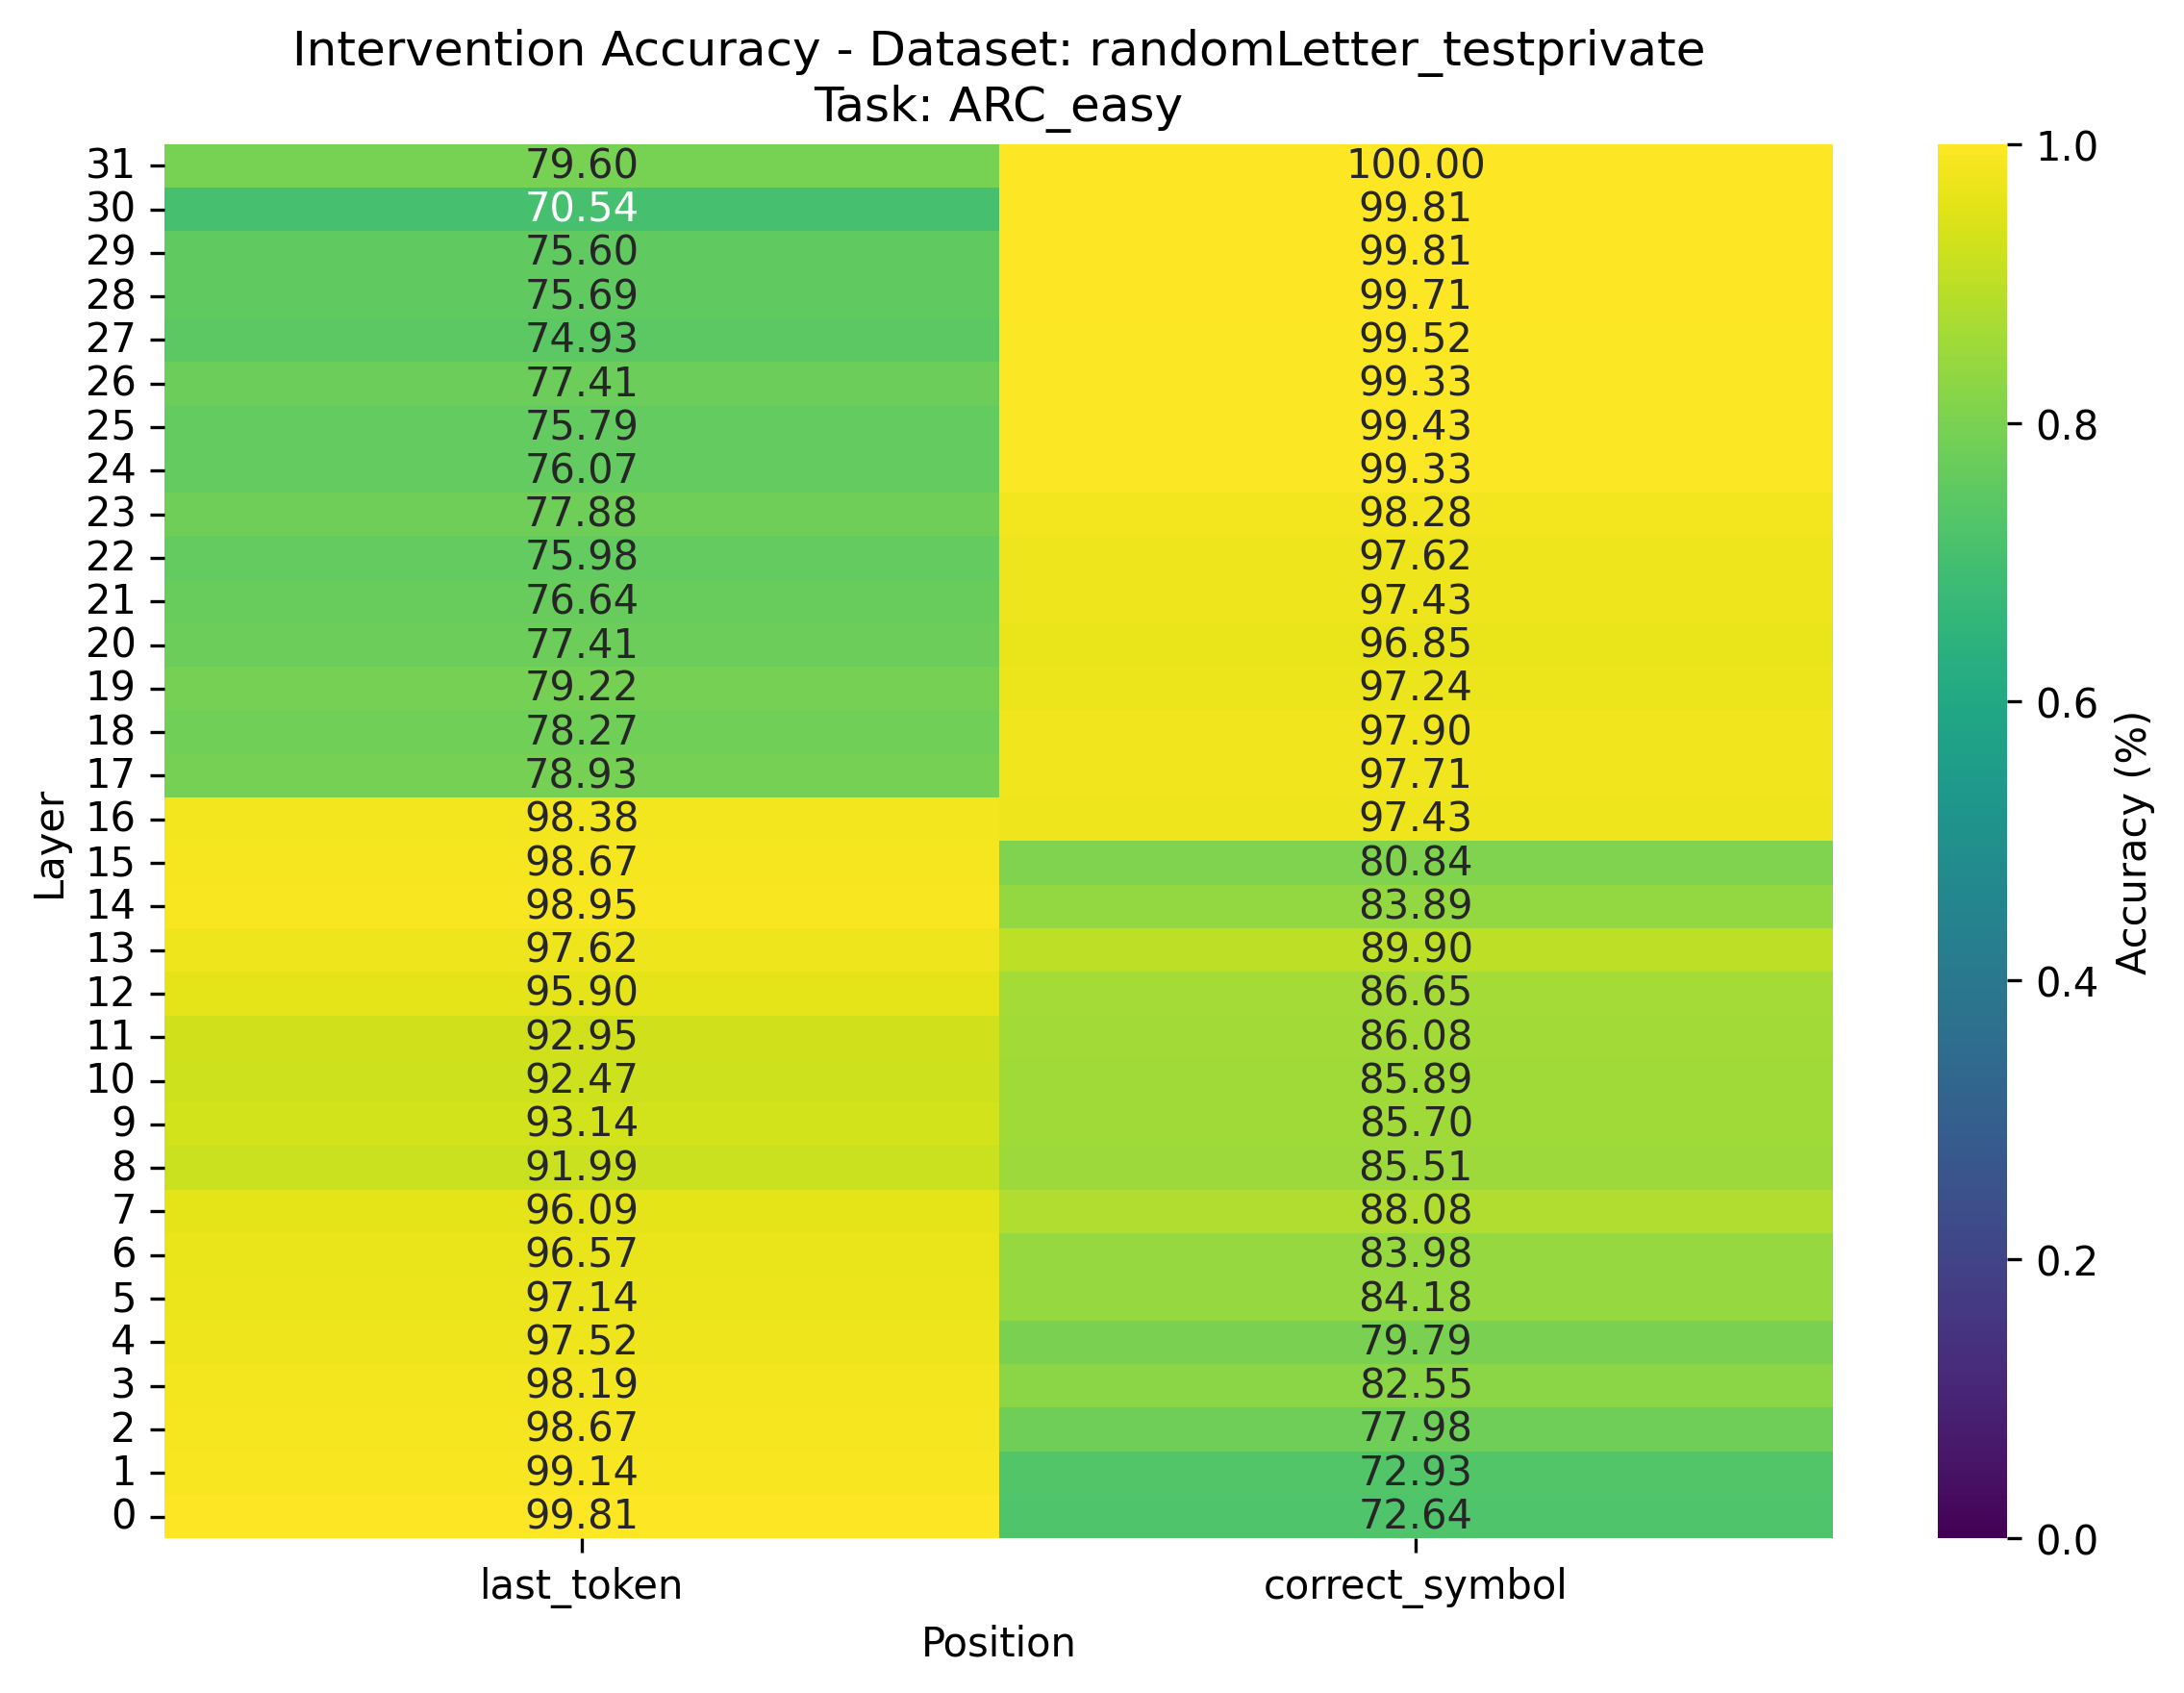 Intervention Accuracy - Dataset: randomLetter_testprivate
Task: ARC_easy
31 79.60 100.00
30 70.54 99.81
29 75.60 99.81
28 75.69 99.71
27 74.93 99.52
26 77.41 99.33
25 75.79 99.43
24 76.07 99.33
23 77.88 98.28
22 75.98 97.62
21 76.64 97.43
20 77.41 96.85
19 79.22 97.24
18 78.27 97.90
17 78.93 97.71
16 98.38 97.43
15 98.67 80.84
14 98.95 83.89
13 97.62 89.90
12 95.90 86.65
11 92.95 86.08
10 92.47 85.89
9 93.14 85.70
8 91.99 85.51
7 96.09 88.08
6 96.57 83.98
5 97.14 84.18
4 97.52 79.79
3 98.19 82.55
2 98.67 77.98
1 99.14 72.93
0 99.81 72.64
last_token correct_symbol
Position
Layer
1.0
0.8
0.6
0.4
0.2
0.0
Accuracy (%)